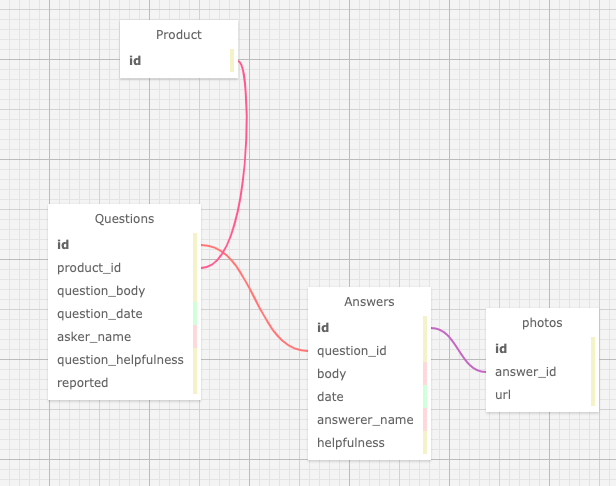 Product
id
Questions
id
product_id
question_body
question_date
asker_name
question_helpfulness
reported
Answers
id
question_id
body
date
answerer_name
helpfulness
photos
id
answer_id
url